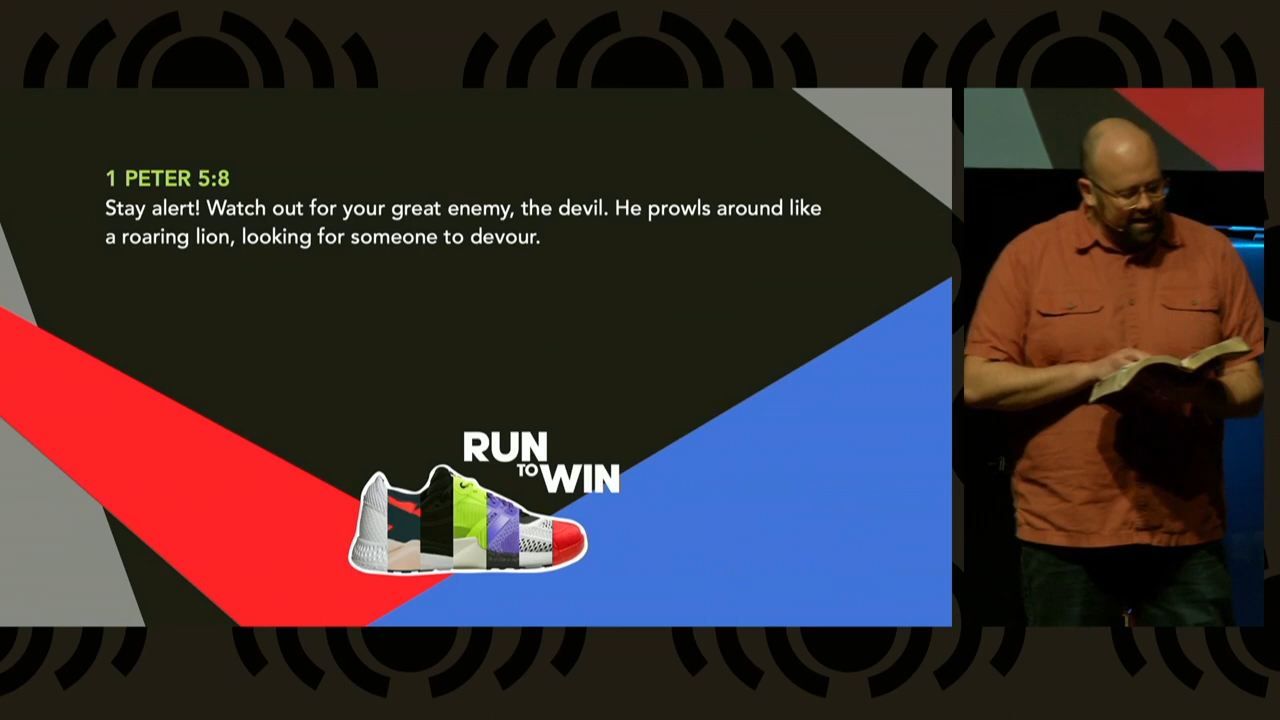 1 PETER 5:8
Stay alert! Watch out for your great enemy, the devil. He prowls around like
a roaring lion, looking for someone to devour.
RUN
TO WIN